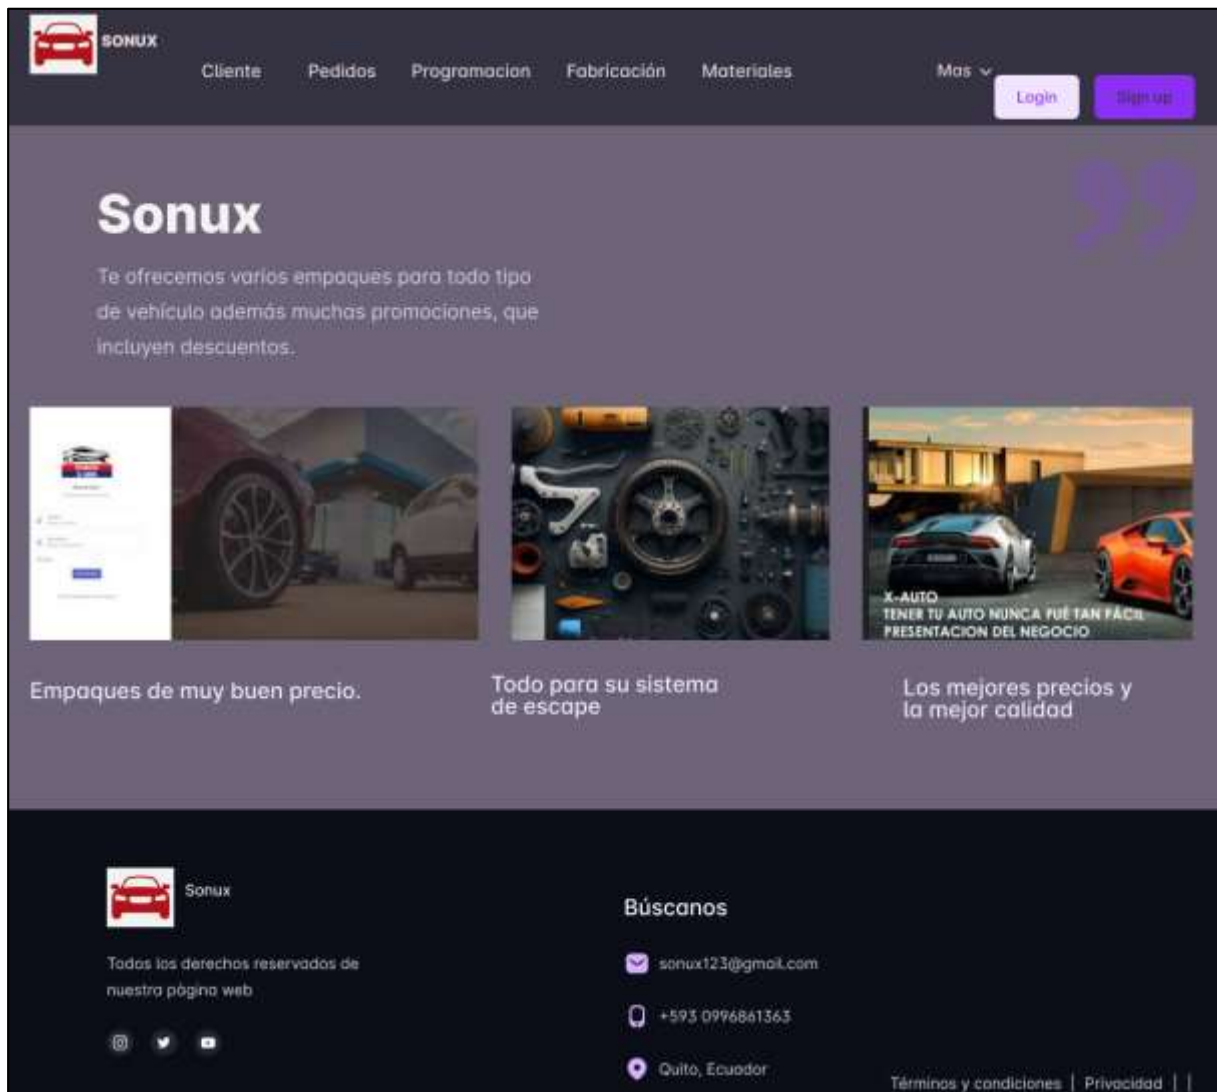 SONUX
Cliente
Pedidos
Programacion
Fabricación
Materiales
Mas
Login
Sign up
Sonux
Te ofrecemos varios empaques para todo tipo
de vehículo además muchas promociones, que
incluyen descuentos.
X-AUTO
TENER TU AUTO NUNCA FUÉ TAN FÁCIL
PRESENTACION DEL NEGOCIO
Empaques de muy buen precio.
Todo para su sistema
de escape
Los mejores precios y
la mejor calidad
Sonux
Todos los derechos reservados de
nuestra página web
Búscanos
sonux123@gmail.com
+593 0996861363
Quito, Ecuador
Términos y condiciones | Privacidad | |